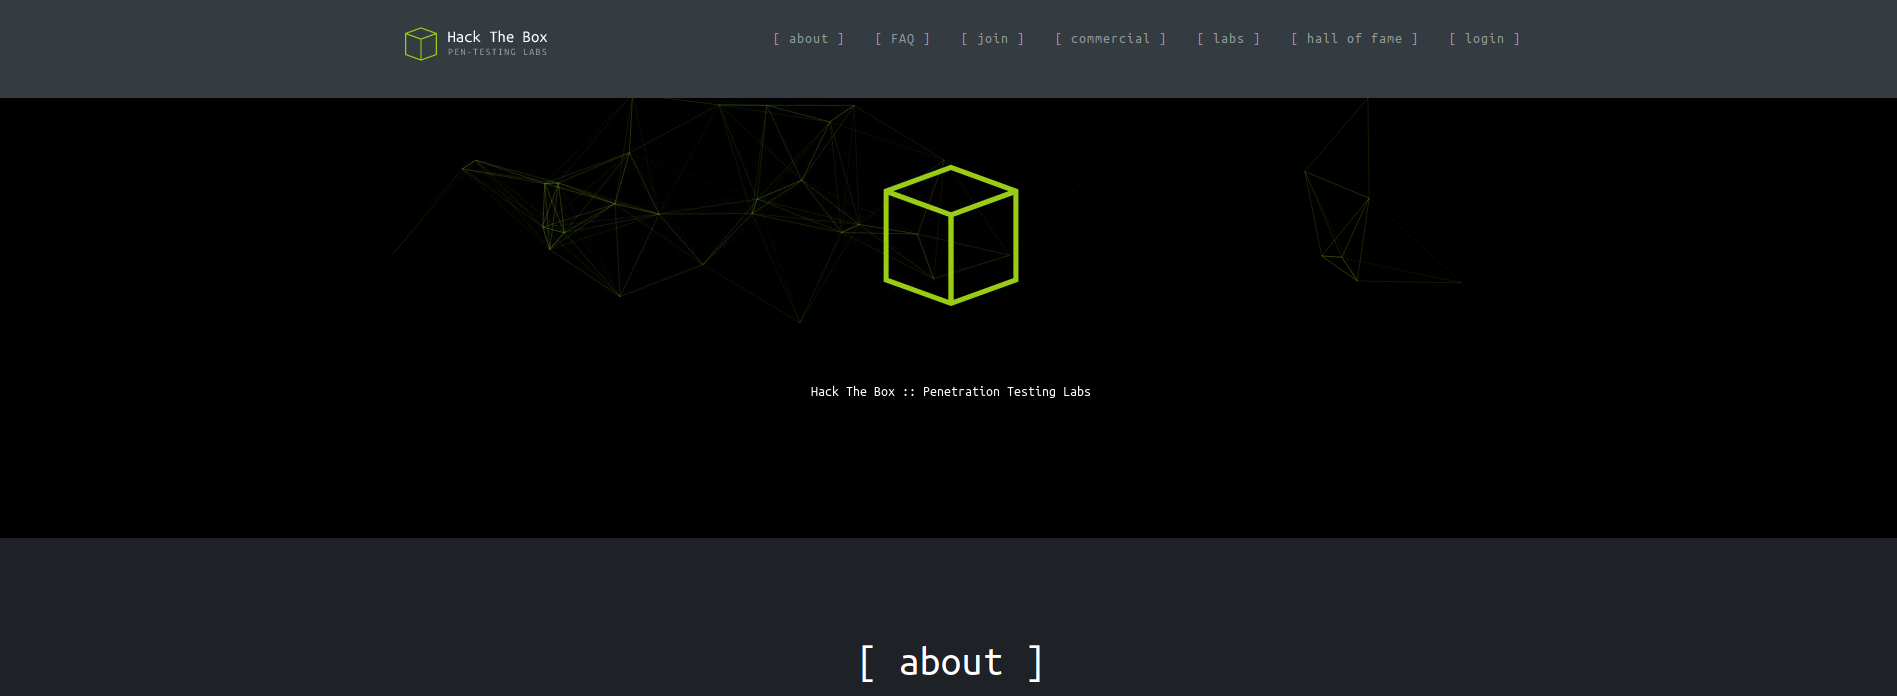 Hack The Box
PEN-TESTING LABS
[ about ] [ FAQ ] [ join ] [ commercial ] [ labs ] [ hall of fame ] [ login ]
Hack The Box :: Penetration Testing Labs
[ about ]